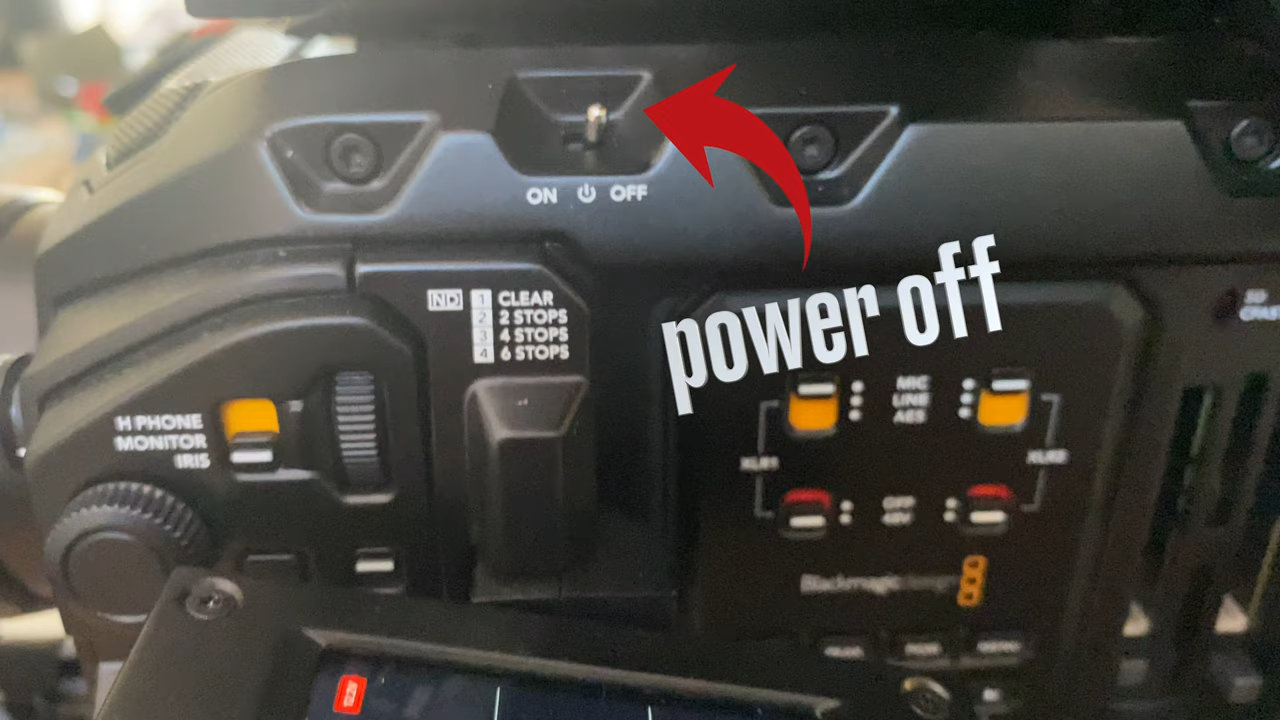 ON OFF
ND 1 CLEAR
2 2 STOPS
3 4 STOPS
4 6 STOPS
power off
H PHONE
MONITOR
IRIS
MIC
LINE
AES
XLR1
XLR2
OFF
48V
Blackmagicdesign